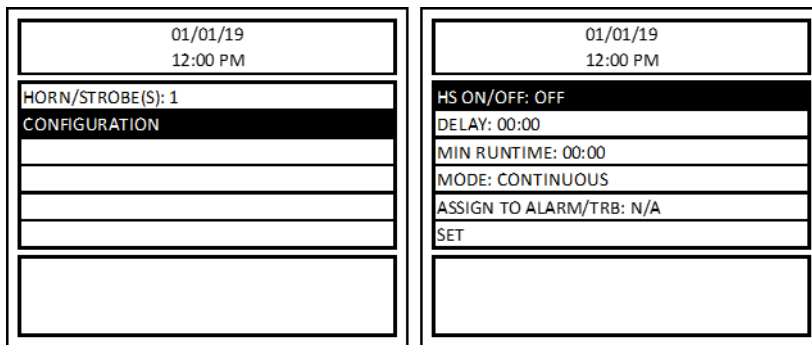 01/01/19
12:00 PM
HORN/STROBE(S): 1
CONFIGURATION
01/01/19
12:00 PM
HS ON/OFF: OFF
DELAY: 00:00
MIN RUNTIME: 00:00
MODE: CONTINUOUS
ASSIGN TO ALARM/TRB: N/A
SET